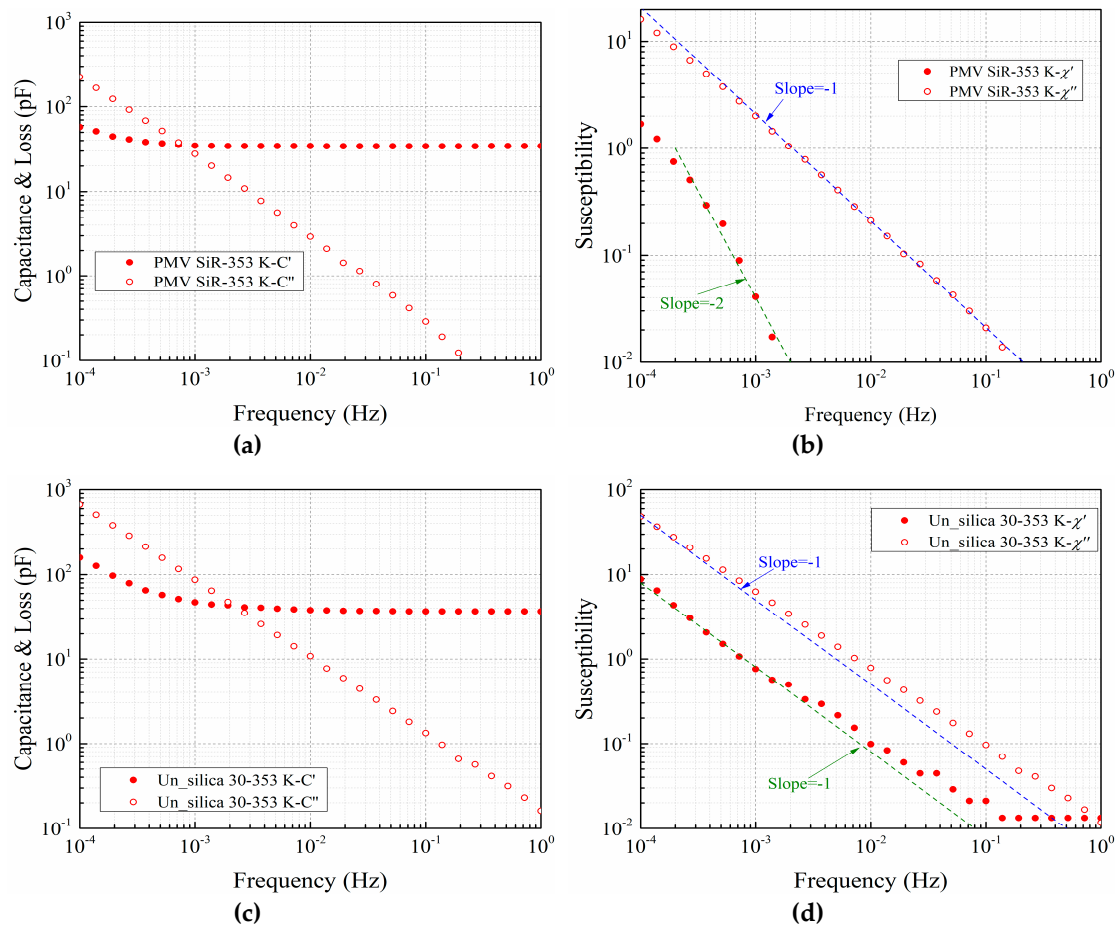 10³
10²
10¹
10⁰
10⁻¹
Capacitance & Loss (pF)
PMV SiR-353 K-C'
PMV SiR-353 K-C"
10⁻⁴ 10⁻³ 10⁻² 10⁻¹ 10⁰
Frequency (Hz)
(a)
10¹
10⁰
10⁻¹
10⁻²
Susceptibility
PMV SiR-353 K-χ'
PMV SiR-353 K-χ"
Slope=-1
Slope=-2
10⁻⁴ 10⁻³ 10⁻² 10⁻¹ 10⁰
Frequency (Hz)
(b)
10³
10²
10¹
10⁰
10⁻¹
Capacitance & Loss (pF)
Un_silica 30-353 K-C'
Un_silica 30-353 K-C"
10⁻⁴ 10⁻³ 10⁻² 10⁻¹ 10⁰
Frequency (Hz)
(c)
10²
10¹
10⁰
10⁻¹
10⁻²
Susceptibility
Un_silica 30-353 K-χ'
Un_silica 30-353 K-χ"
Slope=-1
Slope=-1
10⁻⁴ 10⁻³ 10⁻² 10⁻¹ 10⁰
Frequency (Hz)
(d)